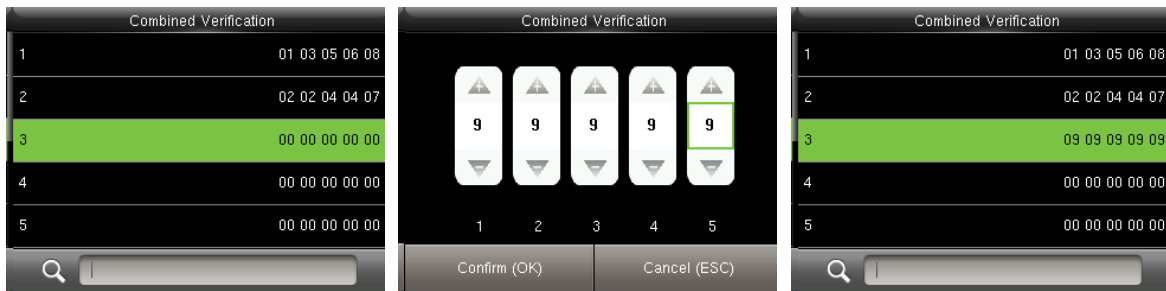 Combined Verification
1 01 03 05 06 08
2 02 02 04 04 07
3 00 00 00 00 00
4 00 00 00 00 00
5 00 00 00 00 00
Combined Verification
9 9 9 9 9
1 2 3 4 5
Confirm (OK) Cancel (ESC)
Combined Verification
1 01 03 05 06 08
2 02 02 04 04 07
3 09 09 09 09 09
4 00 00 00 00 00
5 00 00 00 00 00